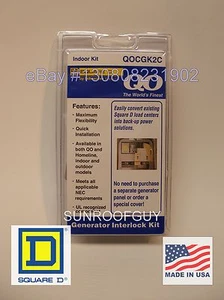 Indoor Kit
QOCGK2C
eBay #150808221902
SQUARE D
QO
The World's Finest
Features:
• Maximum
Flexibility
• Quick
Installation
• Available in
both QO and
Homeline,
indoor and
outdoor
models
• Meets all
applicable
NEC
requirements
• UL recognized
Easily convert existing
Square D load centers
into back-up power
solutions.
No need to purchase
a separate generator
panel or order a
special cover!
SUNROOFGUY
Generator Interlock Kit
D
SQUARE D
MADE IN USA